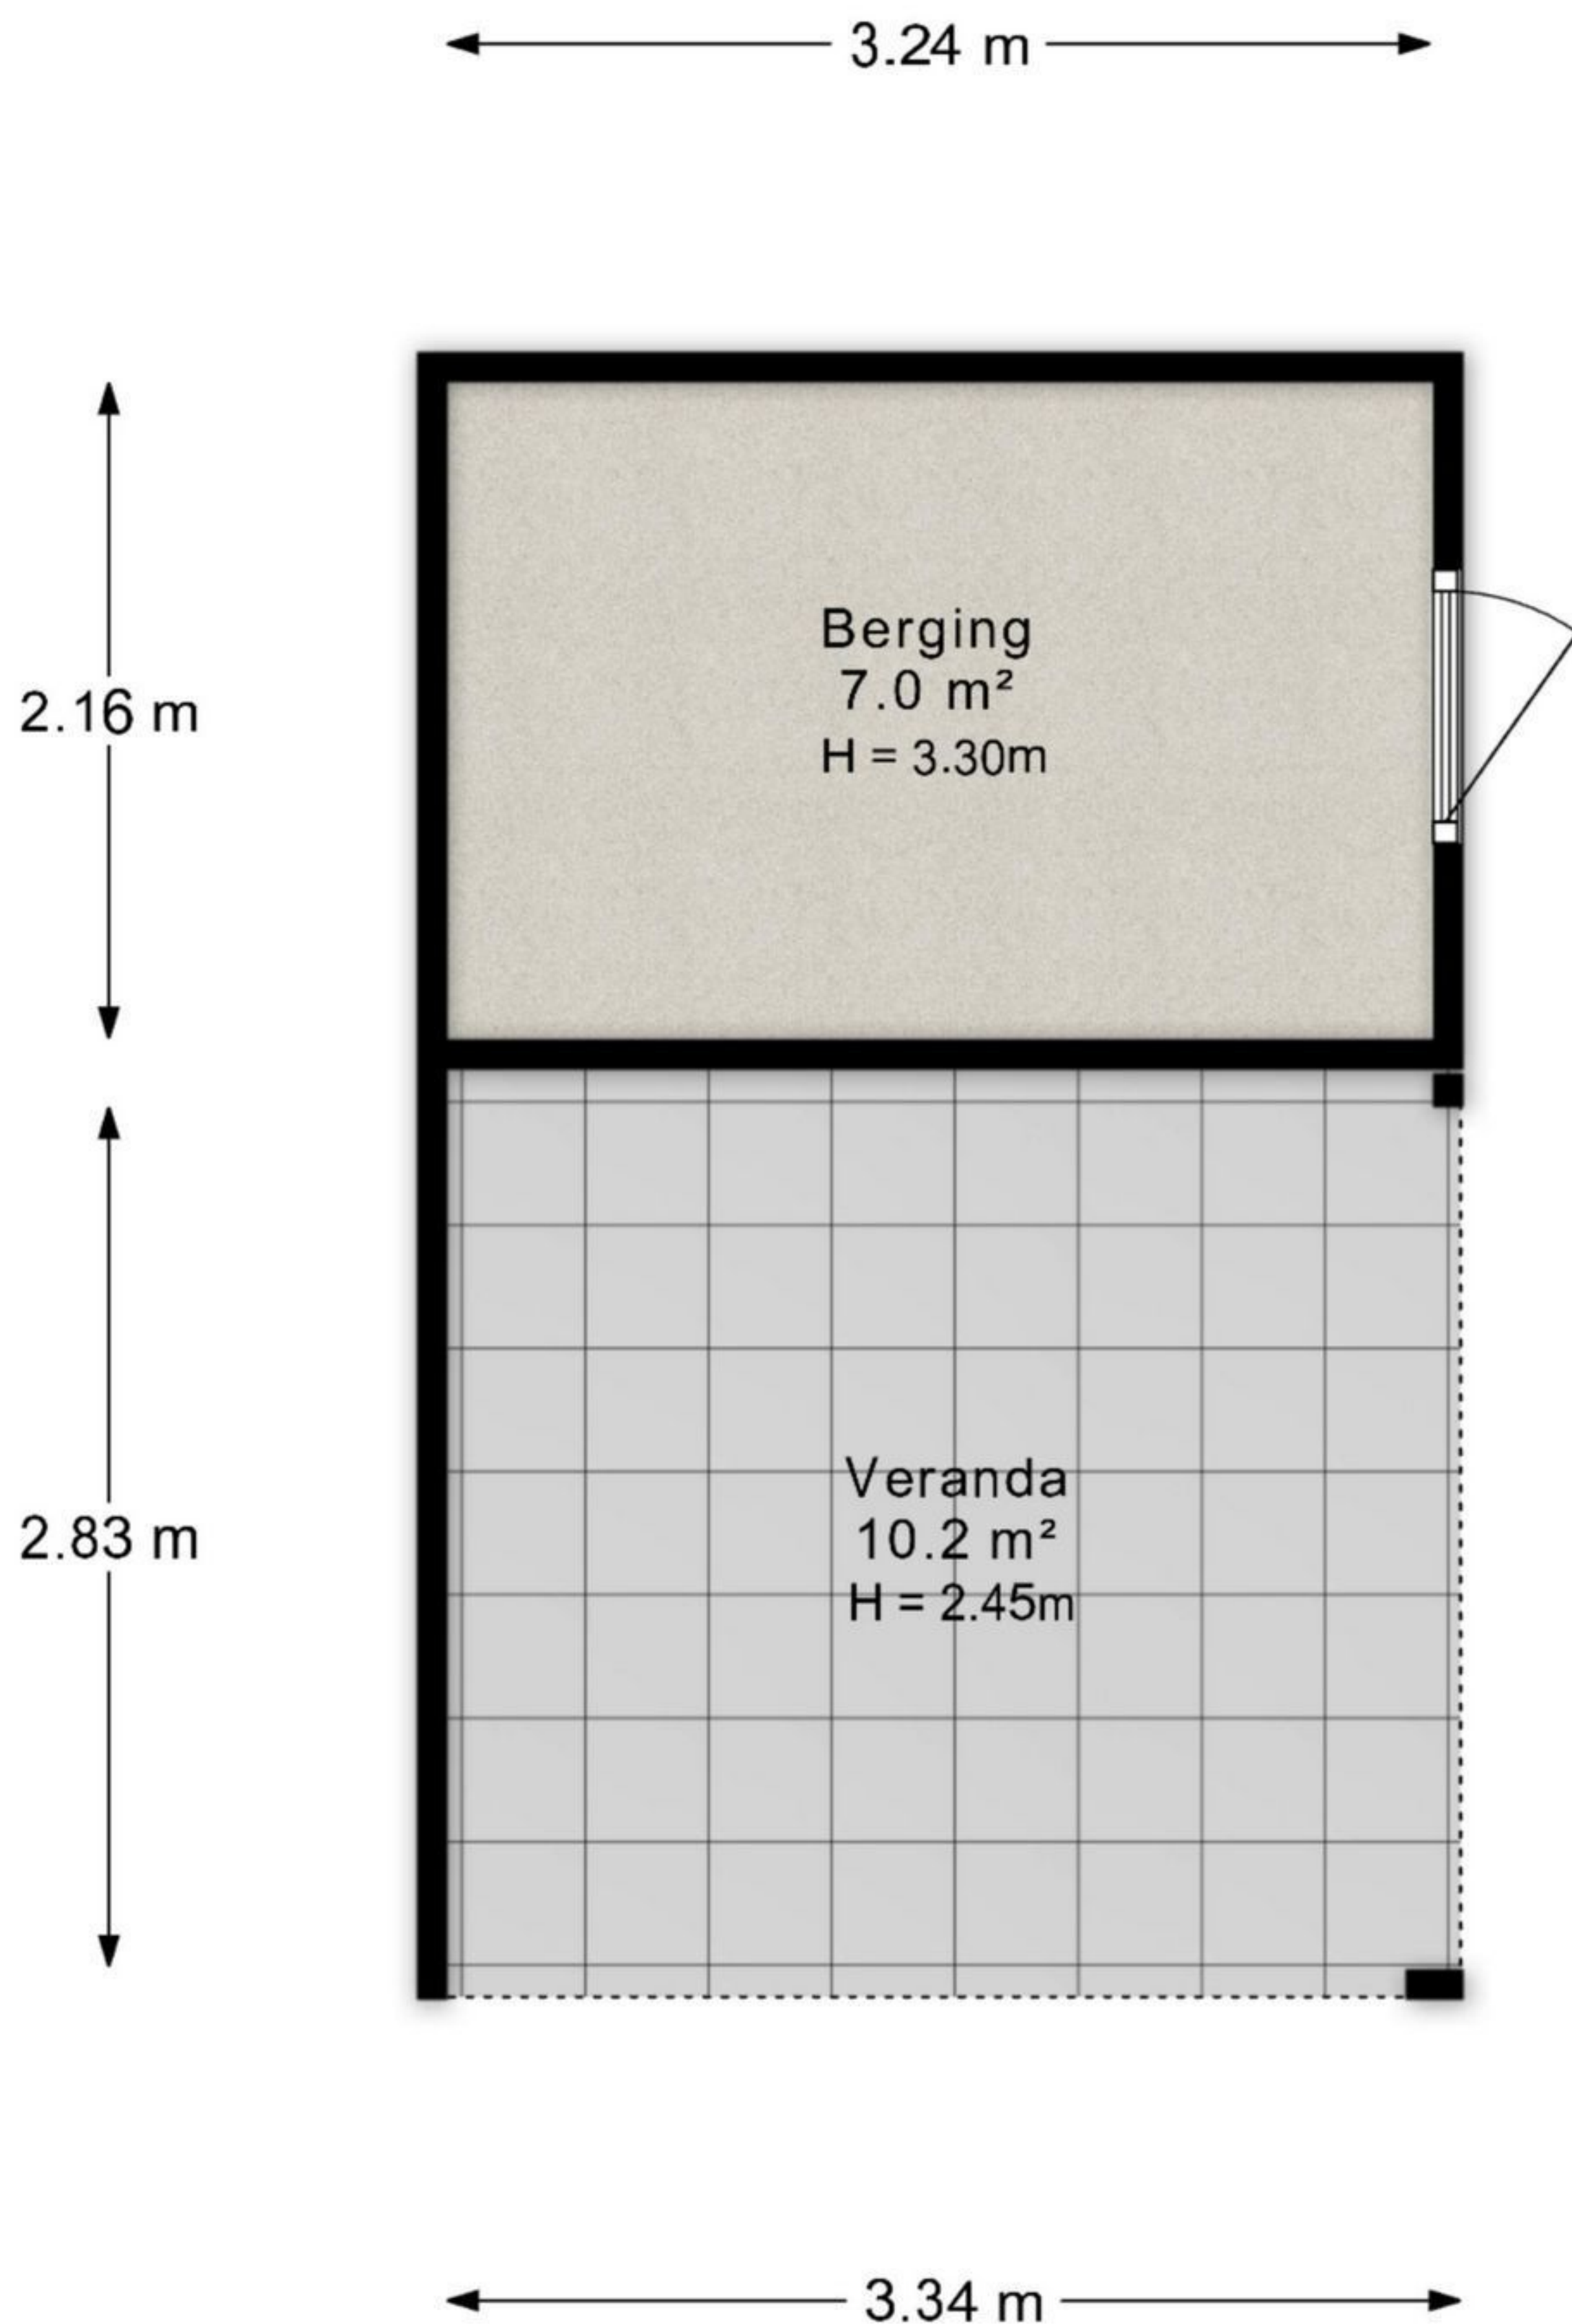 3.24 m
Berging
7.0 m²
H = 3.30m
2.16 m
Veranda
10.2 m²
H = 2.45m
2.83 m
3.34 m